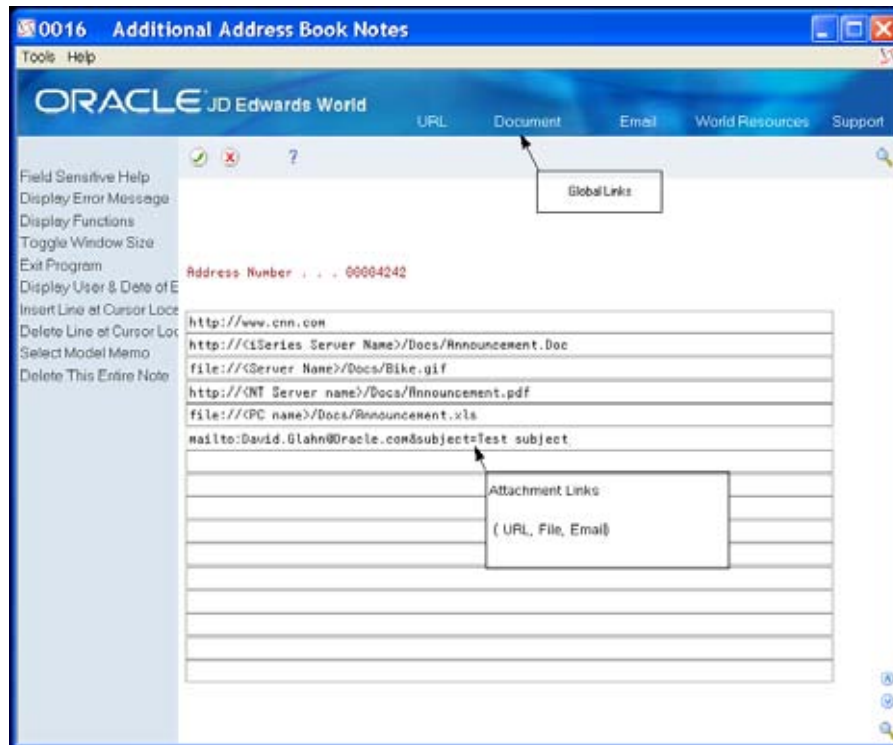 0016 Additional Address Book Notes
Tools Help
ORACLE JD Edwards World
URL Document Email World Resources Support
?
Global Links
Field Sensitive Help
Display Error Message
Display Functions
Toggle Window Size
Exit Program
Display User & Date of E
Insert Line at Cursor Loce
Delete Line at Cursor Loc
Select Model Memo
Delete This Entire Note
Address Number . . . 00004242
http://www.cnn.com
http://<iSeries Server Name>/Docs/Announcement.Doc
file://<Server Name>/Docs/Bike.gif
http://<NT Server name>/Docs/Announcement.pdf
file://<PC name>/Docs/Announcement.xls
mailto:David.Glahn@Oracle.com&subject=Test subject
Attachment Links
( URL, File, Email)